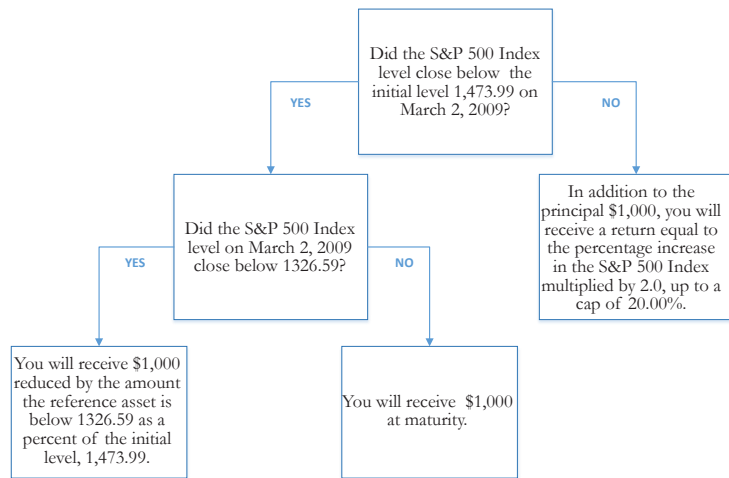 Did the S&P 500 Index
level close below the
initial level 1,473.99 on
March 2, 2009?
YES
NO
Did the S&P 500 Index
level on March 2, 2009
close below 1326.59?
In addition to the
principal $1,000, you will
receive a return equal to
the percentage increase
in the S&P 500 Index
multiplied by 2.0, up to a
cap of 20.00%.
YES
NO
You will receive $1,000
reduced by the amount
the reference asset is
below 1326.59 as a
percent of the initial
level, 1,473.99.
You will receive $1,000
at maturity.